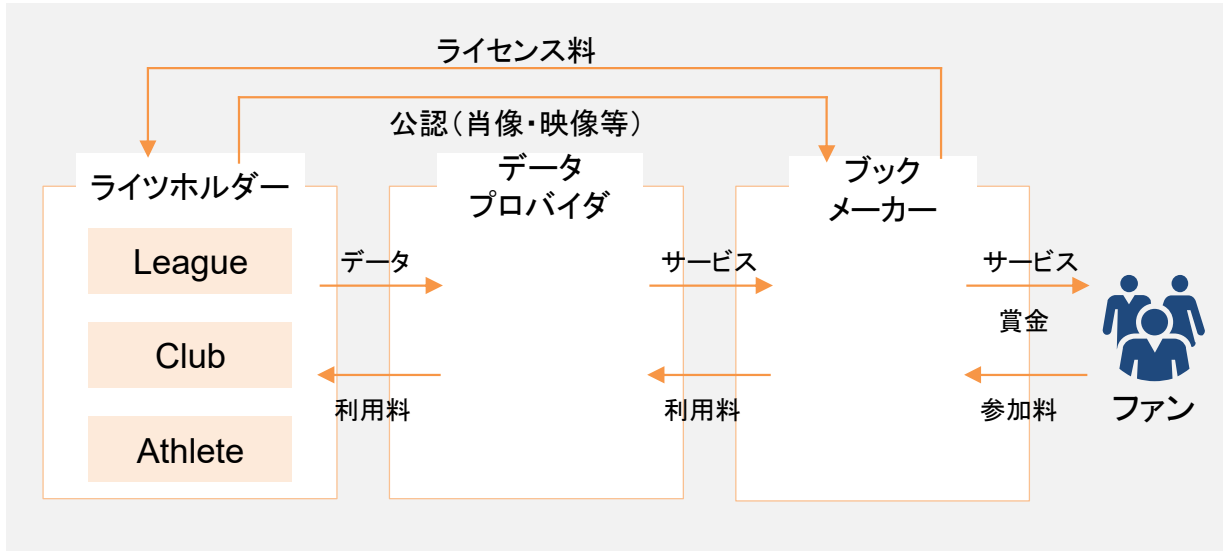 ライセンス料
公認(肖像・映像等)
ライツホルダー
League
Club
Athlete
データ
利用料
データ
プロバイダ
サービス
利用料
ブック
メーカー
サービス
賞金
参加料
ファン